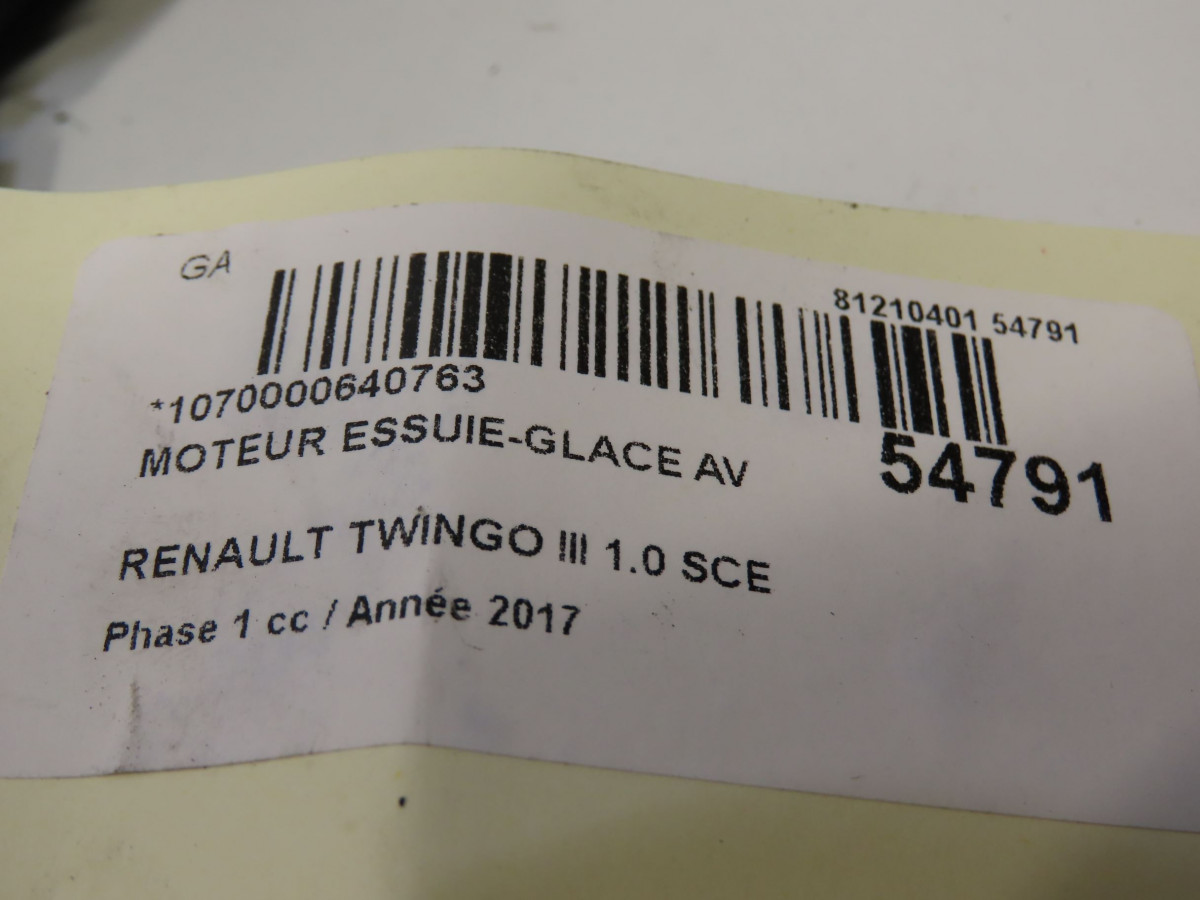 GA
81210401 54791
*1070000640763
MOTEUR ESSUIE-GLACE AV
54791
RENAULT TWINGO III 1.0 SCE
Phase 1 cc / Année 2017